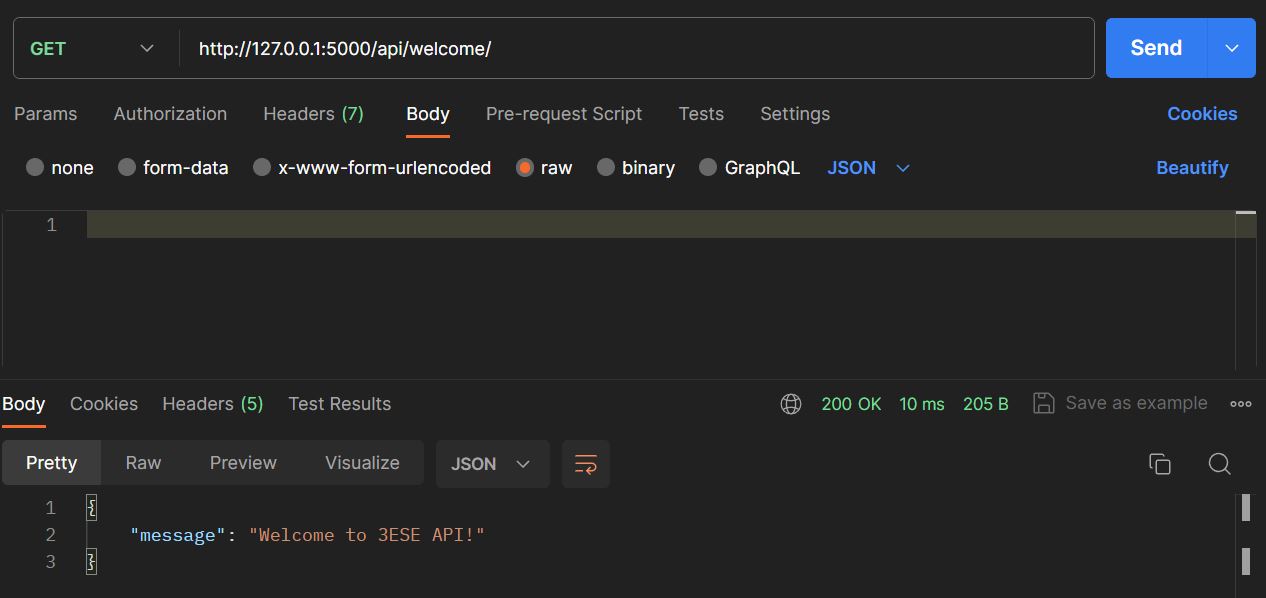 GET http://127.0.0.1:5000/api/welcome/ Send
Params Authorization Headers (7) Body Pre-request Script Tests Settings Cookies
none form-data x-www-form-urlencoded raw binary GraphQL JSON Beautify
1
Body Cookies Headers (5) Test Results 200 OK 10 ms 205 B Save as example
Pretty Raw Preview Visualize JSON
1 {
2 "message": "Welcome to 3ESE API!"
3 }